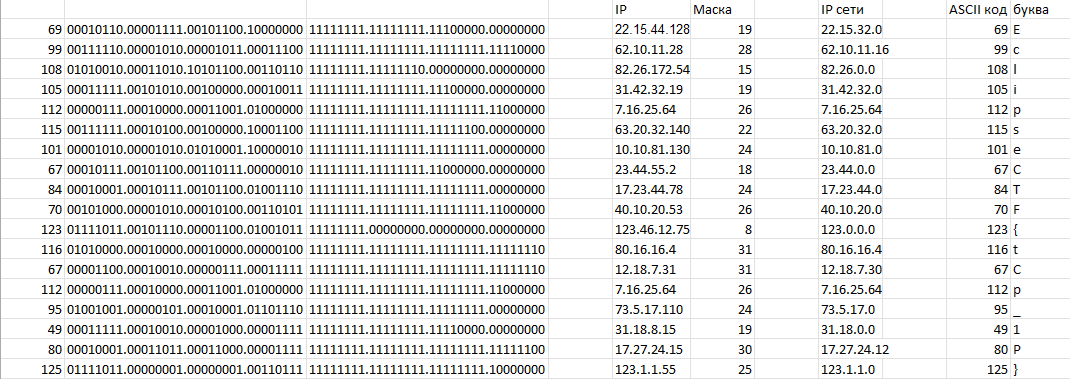 IP Маска IP сети ASCII код буква
69 00010110.00001111.00101100.10000000 11111111.11111111.11100000.00000000 22.15.44.128 19 22.15.32.0 69 E
99 00111110.00001010.00001011.00011100 11111111.11111111.11111111.11110000 62.10.11.28 28 62.10.11.16 99 c
108 01010010.00011010.10101100.00110110 11111111.11111110.00000000.00000000 82.26.172.54 15 82.26.0.0 108 l
105 00011111.00101010.00100000.00010011 11111111.11111111.11100000.00000000 31.42.32.19 19 31.42.32.0 105 i
112 00000111.00010000.00011001.01000000 11111111.11111111.11111111.11000000 7.16.25.64 26 7.16.25.64 112 p
115 00111111.00010100.00100000.10001100 11111111.11111111.11111100.00000000 63.20.32.140 22 63.20.32.0 115 s
101 00001010.00001010.01010001.10000010 11111111.11111111.11111111.00000000 10.10.81.130 24 10.10.81.0 101 e
67 00010111.00101100.00110111.00000010 11111111.11111111.11000000.00000000 23.44.55.2 18 23.44.0.0 67 C
84 00010001.00010111.00101100.01001110 11111111.11111111.11111111.00000000 17.23.44.78 24 17.23.44.0 84 T
70 00101000.00001010.00010100.00110101 11111111.11111111.11111111.11000000 40.10.20.53 26 40.10.20.0 70 F
123 01111011.00101110.00001100.01001011 11111111.00000000.00000000.00000000 123.46.12.75 8 123.0.0.0 123 {
116 01010000.00010000.00010000.00000100 11111111.11111111.11111111.11111110 80.16.16.4 31 80.16.16.4 116 t
67 00001100.00010010.00000111.00011111 11111111.11111111.11111111.11111110 12.18.7.31 31 12.18.7.30 67 C
112 00000111.00010000.00011001.01000000 11111111.11111111.11111111.11000000 7.16.25.64 26 7.16.25.64 112 p
95 01001001.00000101.00010001.01101110 11111111.11111111.11111111.00000000 73.5.17.110 24 73.5.17.0 95 _
49 00011111.00010010.00001000.00001111 11111111.11111111.11110000.00000000 31.18.8.15 19 31.18.0.0 49 1
80 00010001.00011011.00011000.00001111 11111111.11111111.11111111.11111100 17.27.24.15 30 17.27.24.12 80 P
125 01111011.00000001.00000001.00110111 11111111.11111111.11111111.10000000 123.1.1.55 25 123.1.1.0 125 }